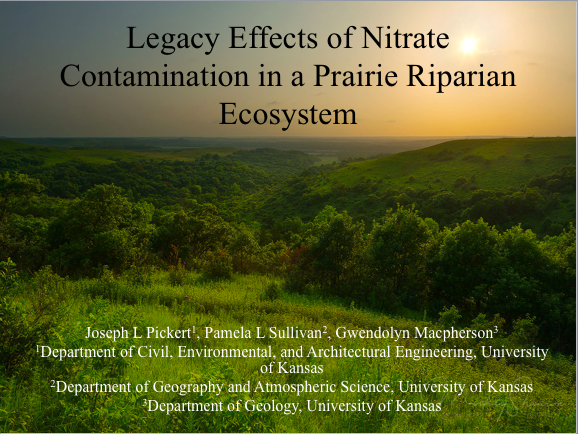 Legacy Effects of Nitrate
Contamination in a Prairie Riparian
Ecosystem
Joseph L Pickert¹, Pamela L Sullivan², Gwendolyn Macpherson³
¹Department of Civil, Environmental, and Architectural Engineering, University
of Kansas
²Department of Geography and Atmospheric Science, University of Kansas
³Department of Geology, University of Kansas